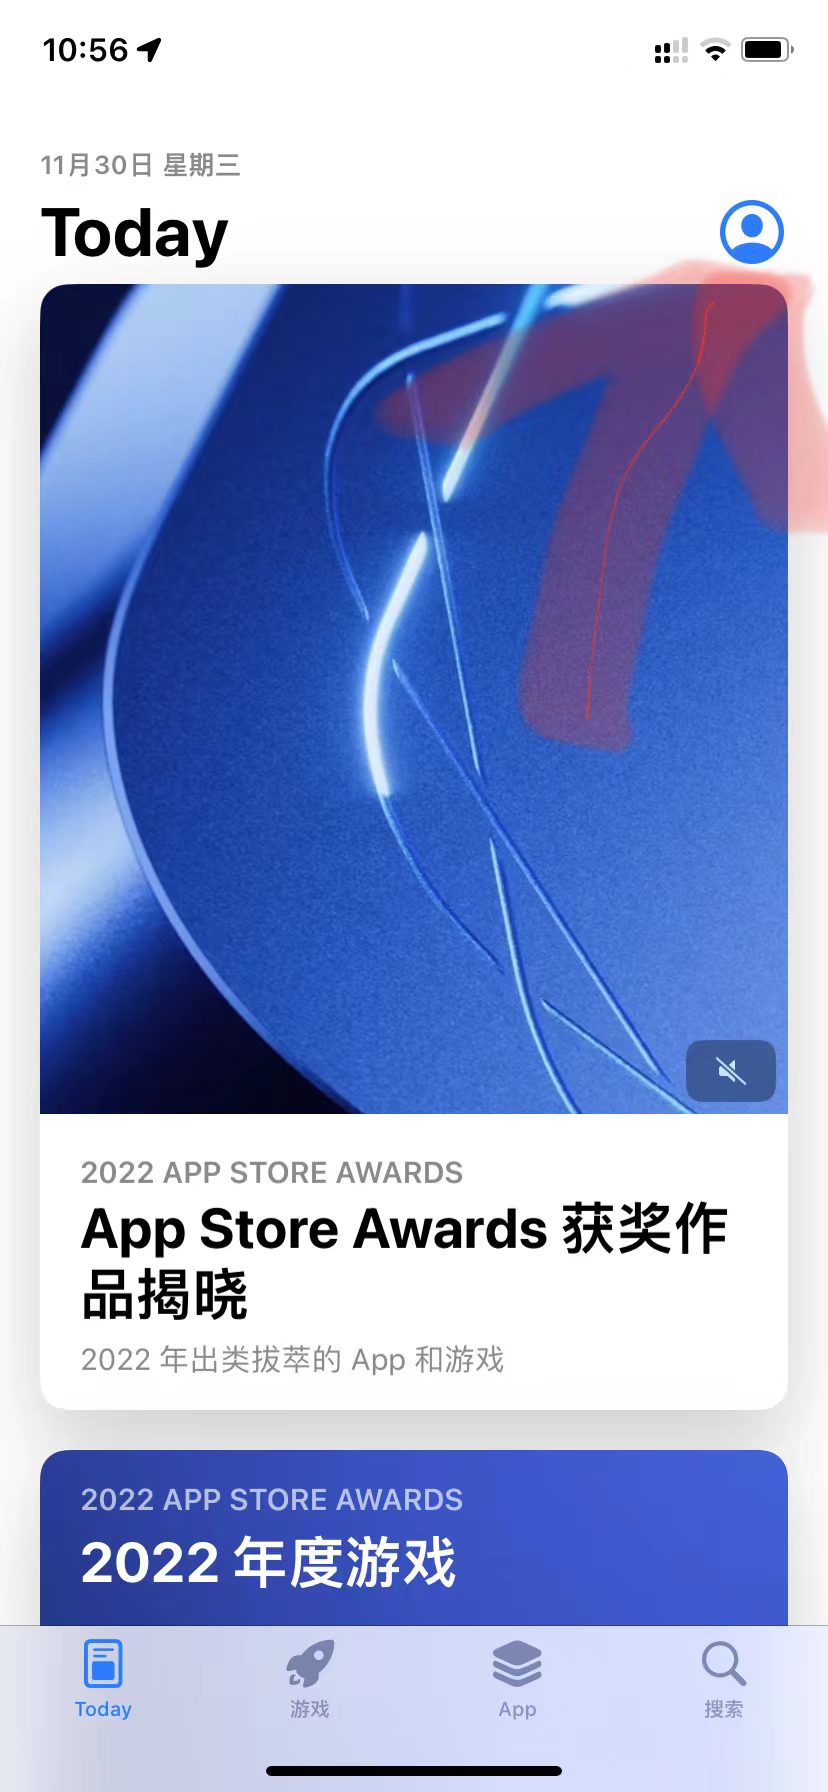 10:56
11月30日 星期三
Today
2022 APP STORE AWARDS
App Store Awards 获奖作
品揭晓
2022 年出类拔萃的 App 和游戏
2022 APP STORE AWARDS
2022 年度游戏
Today 游戏 App 搜索